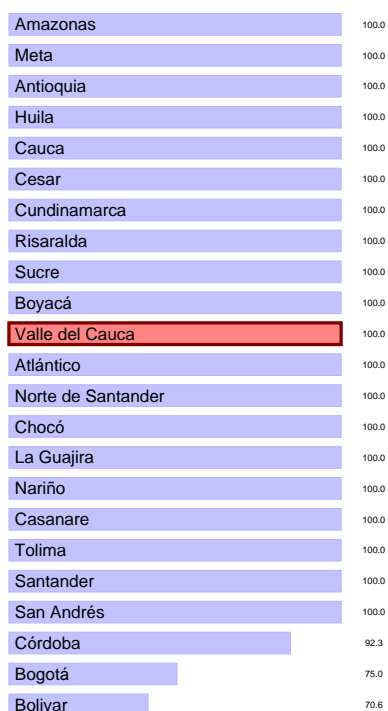 Amazonas 100.0
Meta 100.0
Antioquia 100.0
Huila 100.0
Cauca 100.0
Cesar 100.0
Cundinamarca 100.0
Risaralda 100.0
Sucre 100.0
Boyacá 100.0
Valle del Cauca 100.0
Atlántico 100.0
Norte de Santander 100.0
Chocó 100.0
La Guajira 100.0
Nariño 100.0
Casanare 100.0
Tolima 100.0
Santander 100.0
San Andrés 100.0
Córdoba 92.3
Bogotá 75.0
Bolivar 70.6